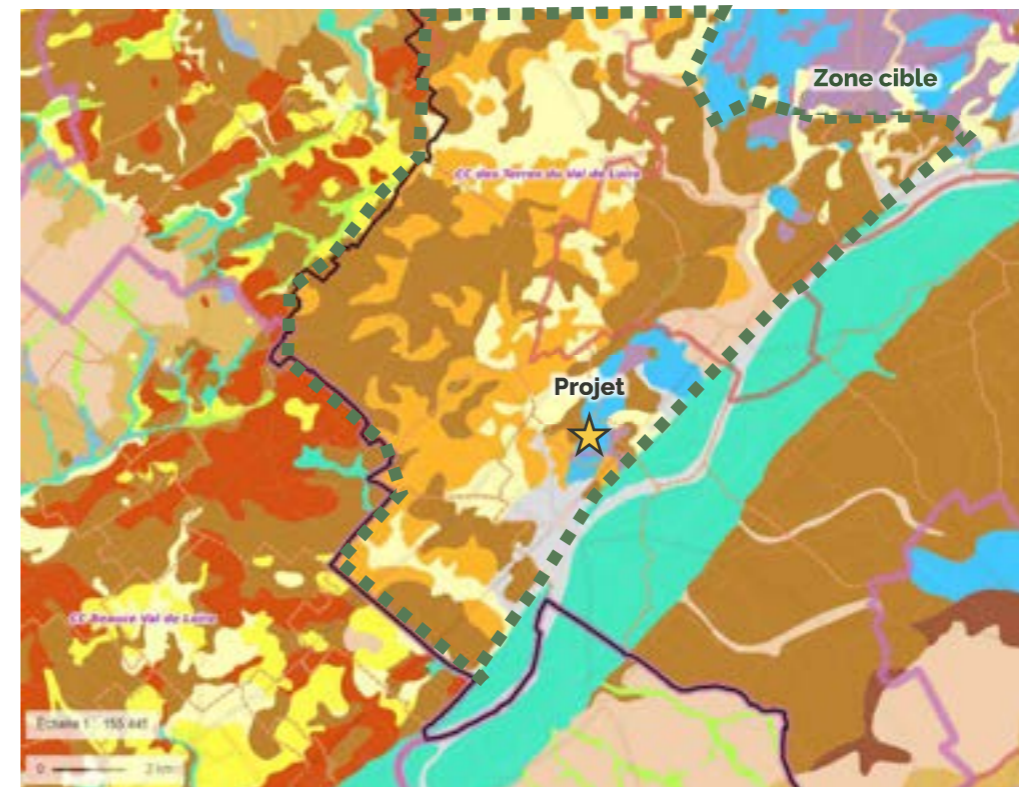 Zone cible
CC des Terres du Val de Loire
Projet
CC Beauce Val de Loire
Échelle 1 : 155 441
0 2 km